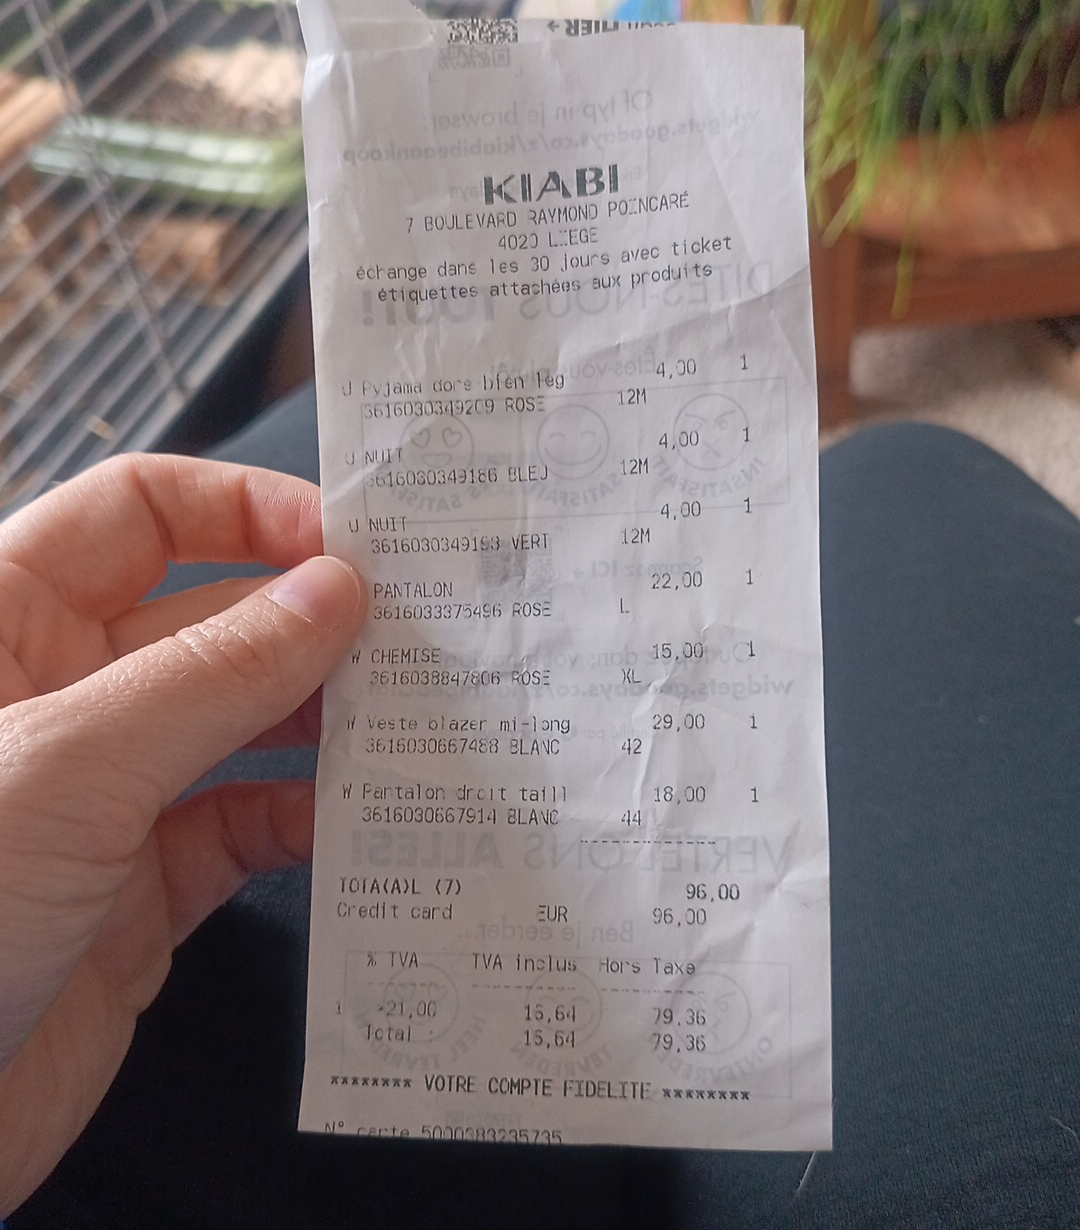 KIABI
7 BOULEVARD RAYMOND POINCARÉ
4020 LIEGE
échange dans les 30 jours avec ticket
étiquettes attachées aux produits
U Pyjama dors-bien lég 4,00 1
3616030349209 ROSE 12M
U NUIT 4,00 1
3616030349186 BLEU 12M
U NUIT 4,00 1
3616030349193 VERT 12M
PANTALON 22,00 1
3616033375496 ROSE L
W CHEMISE 15,00 1
3616038847806 ROSE XL
W Veste blazer mi-long 29,00 1
3616030667488 BLANC 42
W Pantalon droit taill 18,00 1
3616030667914 BLANC 44
--------------
TOTA(A)L (7) 96,00
Credit card EUR 96,00
% TVA TVA inclus Hors Taxe
------- ----------- -----------
1 21,00 16,64 79,36
Total : 16,64 79,36
******** VOTRE COMPTE FIDELITE ********
N° carte 5000383235735